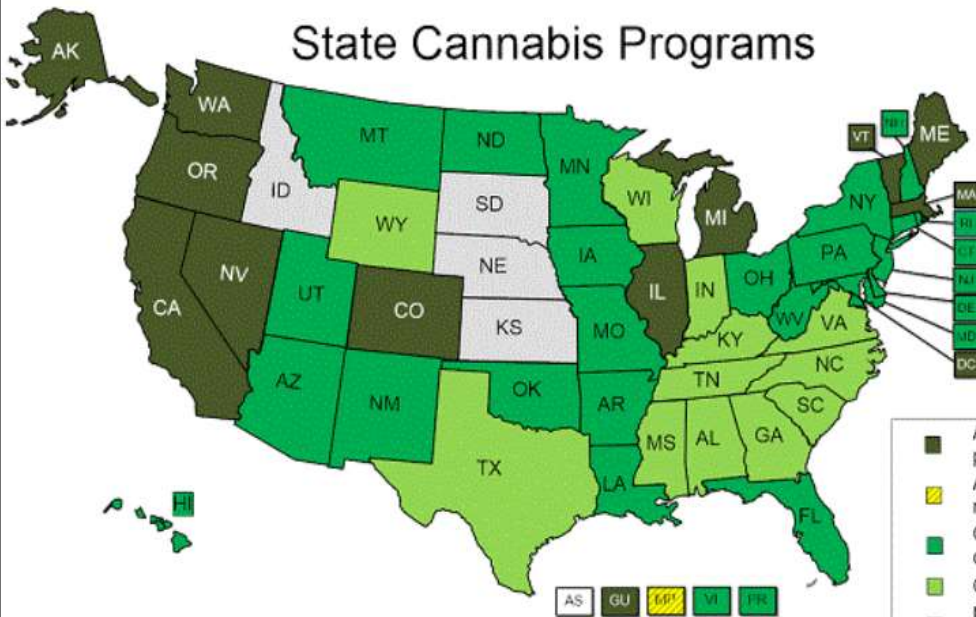 State Cannabis Programs
AK
WA
MT
ND
MN
VT
NH
ME
OR
ID
SD
WI
MI
NY
MA
WY
RI
NV
NE
IA
PA
CT
CA
UT
CO
IL
IN
OH
NJ
KS
MO
WV
VA
DE
KY
MD
AZ
NM
OK
AR
TN
NC
DC
TX
MS
AL
GA
SC
LA
FL
HI
AS
GU
MP
VI
PR